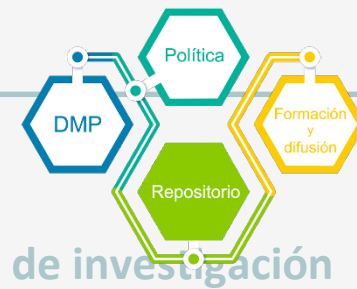 Política
DMP
Formación
y
difusión
Repositorio
de investigación